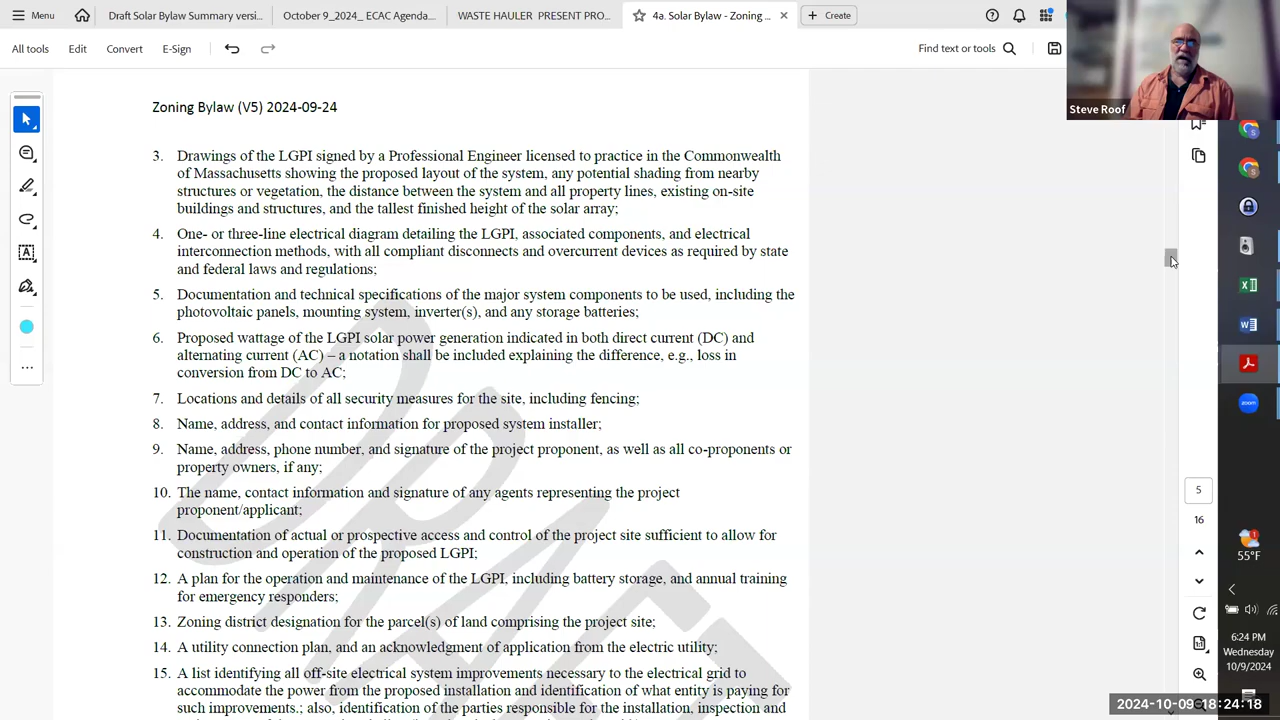 Menu
Draft Solar Bylaw Summary versi...
October 9_2024_ ECAC Agenda...
WASTE HAULER PRESENT PRO...
4a. Solar Bylaw - Zoning ...
Create
All tools
Edit
Convert
E-Sign
Find text or tools
Steve Roof
Zoning Bylaw (V5) 2024-09-24
3. Drawings of the LGPI signed by a Professional Engineer licensed to practice in the Commonwealth
of Massachusetts showing the proposed layout of the system, any potential shading from nearby
structures or vegetation, the distance between the system and all property lines, existing on-site
buildings and structures, and the tallest finished height of the solar array;
4. One- or three-line electrical diagram detailing the LGPI, associated components, and electrical
interconnection methods, with all compliant disconnects and overcurrent devices as required by state
and federal laws and regulations;
5. Documentation and technical specifications of the major system components to be used, including the
photovoltaic panels, mounting system, inverter(s), and any storage batteries;
6. Proposed wattage of the LGPI solar power generation indicated in both direct current (DC) and
alternating current (AC) – a notation shall be included explaining the difference, e.g., loss in
conversion from DC to AC;
7. Locations and details of all security measures for the site, including fencing;
8. Name, address, and contact information for proposed system installer;
9. Name, address, phone number, and signature of the project proponent, as well as all co-proponents or
property owners, if any;
10. The name, contact information and signature of any agents representing the project
proponent/applicant;
11. Documentation of actual or prospective access and control of the project site sufficient to allow for
construction and operation of the proposed LGPI;
12. A plan for the operation and maintenance of the LGPI, including battery storage, and annual training
for emergency responders;
13. Zoning district designation for the parcel(s) of land comprising the project site;
14. A utility connection plan, and an acknowledgment of application from the electric utility;
15. A list identifying all off-site electrical system improvements necessary to the electrical grid to
accommodate the power from the proposed installation and identification of what entity is paying for
such improvements.; also, identification of the parties responsible for the installation, inspection and
5
16
zoom
55°F
6:24 PM
Wednesday
10/9/2024
2024-10-09 18:24:18